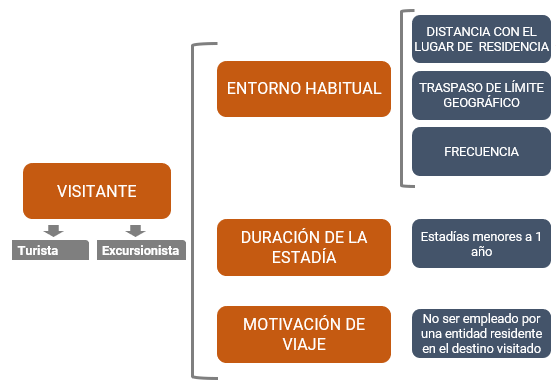 VISITANTE
Turista
Excursionista
ENTORNO HABITUAL
DISTANCIA CON EL
LUGAR DE RESIDENCIA
TRASPASO DE LÍMITE
GEOGRÁFICO
FRECUENCIA
DURACIÓN DE LA
ESTADÍA
Estadías menores a 1
año
MOTIVACIÓN DE
VIAJE
No ser empleado por
una entidad residente
en el destino visitado